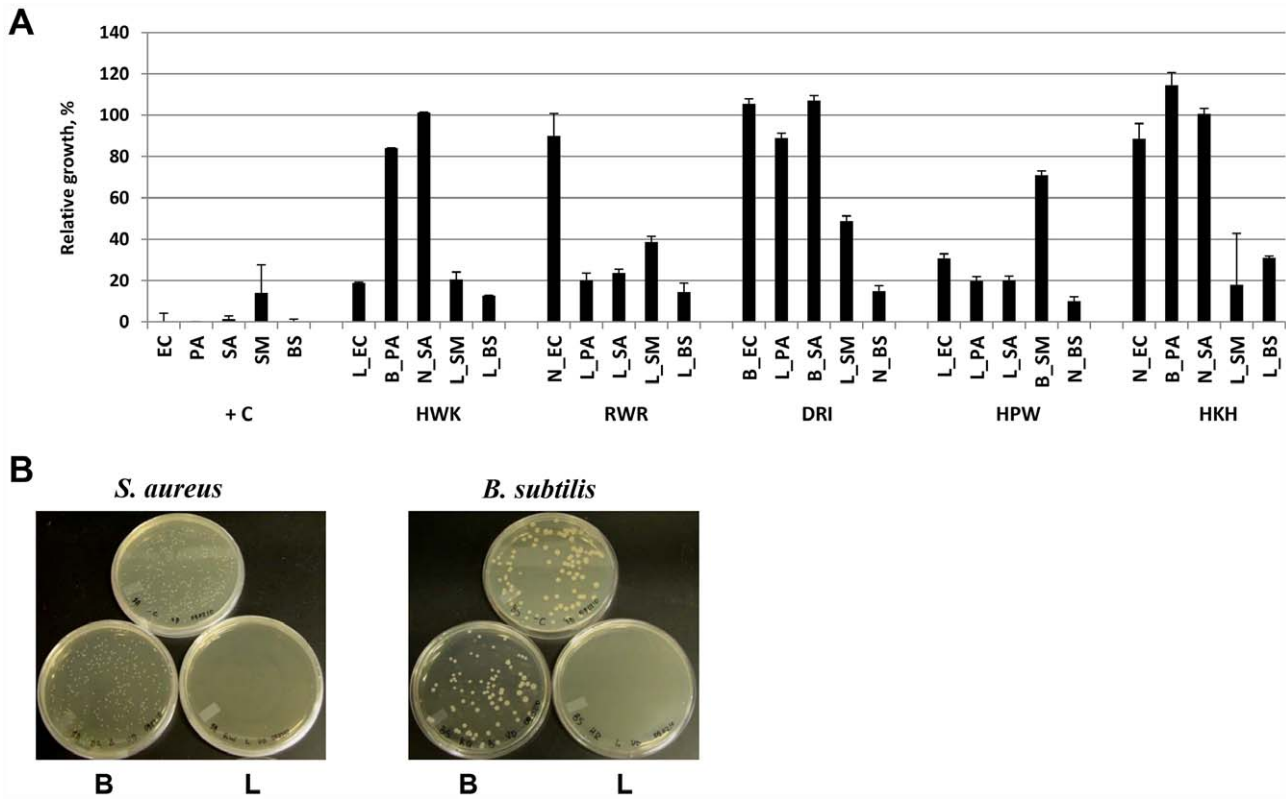 A
140
120
100
80
60
40
20
0
Relative growth, %
EC PA SA SM BS L_EC B_PA N_SA L_SM L_BS N_EC L_PA L_SA L_SM L_BS B_EC L_PA B_SA L_SM N_BS L_EC L_PA L_SA B_SM N_BS N_EC B_PA N_SA L_SM L_BS
+ C HWK RWR DRI HPW HKH
B
S. aureus B. subtilis
B L B L